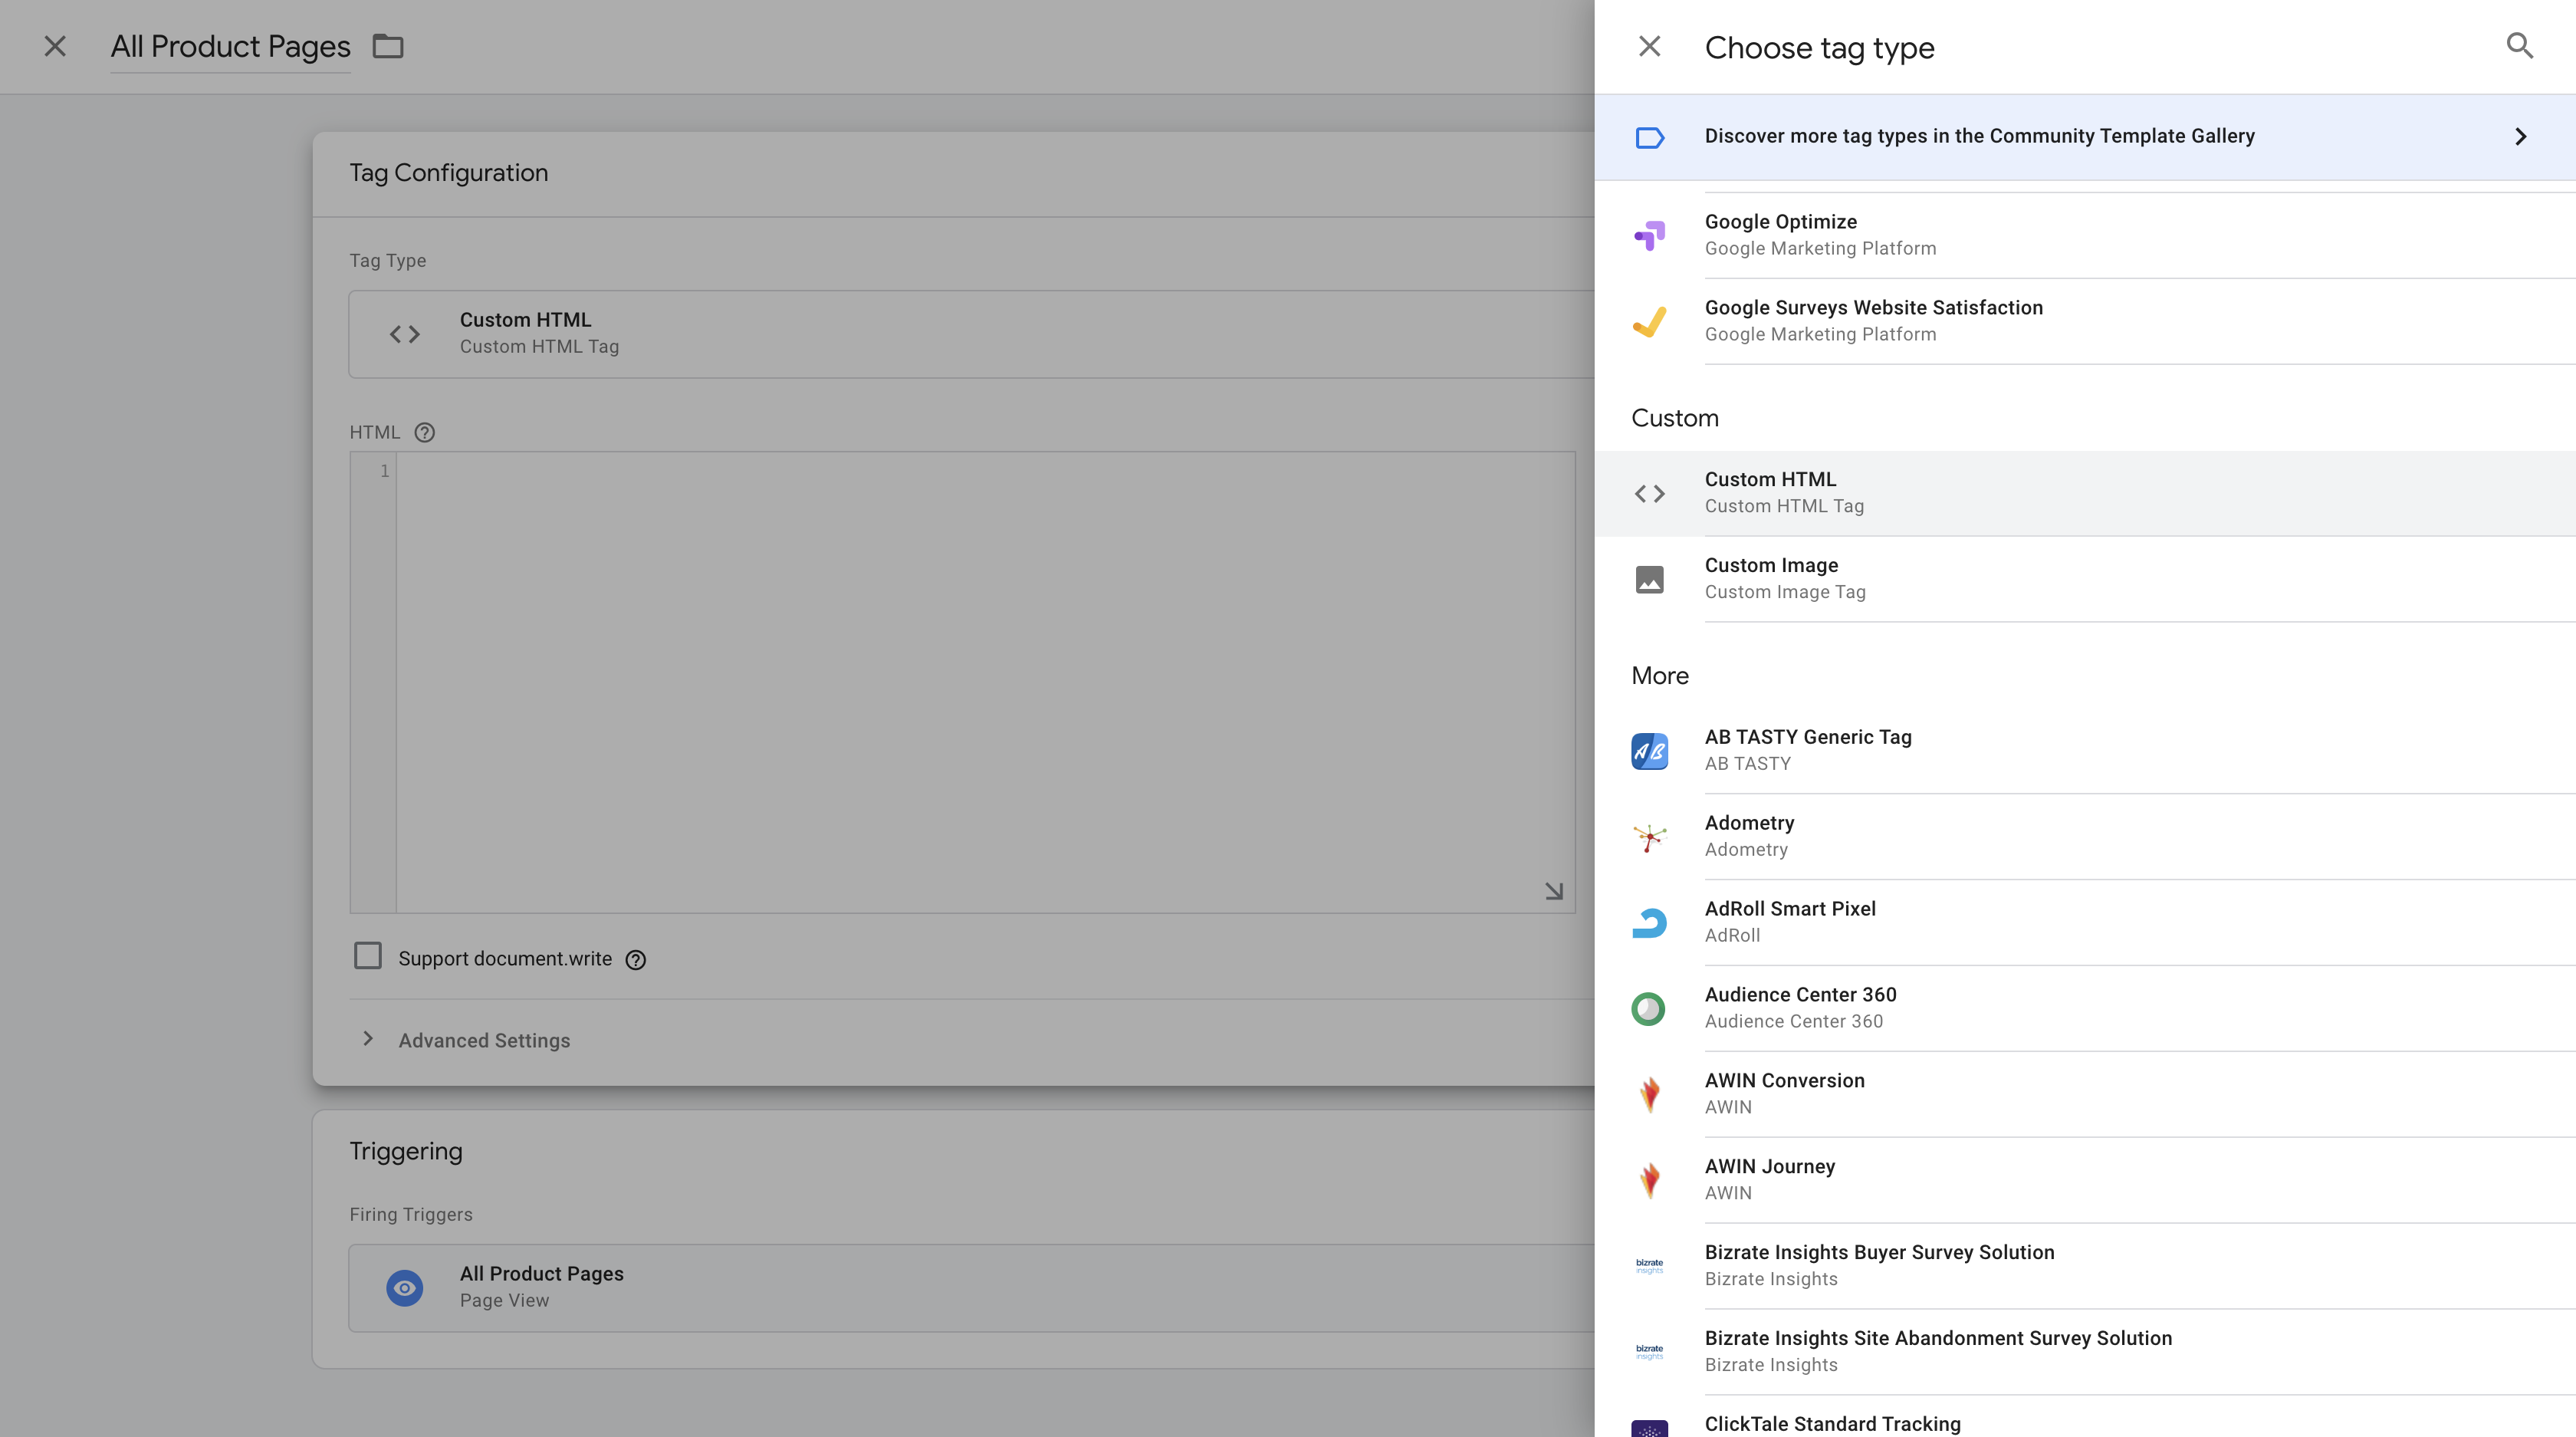 All Product Pages
Tag Configuration
Tag Type
Custom HTML
Custom HTML Tag
HTML
1
Support document.write
Advanced Settings
Triggering
Firing Triggers
All Product Pages
Page View
Choose tag type
Discover more tag types in the Community Template Gallery
Google Optimize
Google Marketing Platform
Google Surveys Website Satisfaction
Google Marketing Platform
Custom
Custom HTML
Custom HTML Tag
Custom Image
Custom Image Tag
More
AB
AB TASTY Generic Tag
AB TASTY
Adometry
Adometry
AdRoll Smart Pixel
AdRoll
Audience Center 360
Audience Center 360
AWIN Conversion
AWIN
AWIN Journey
AWIN
bizrate
insights
Bizrate Insights Buyer Survey Solution
Bizrate Insights
bizrate
insights
Bizrate Insights Site Abandonment Survey Solution
Bizrate Insights
ClickTale Standard Tracking